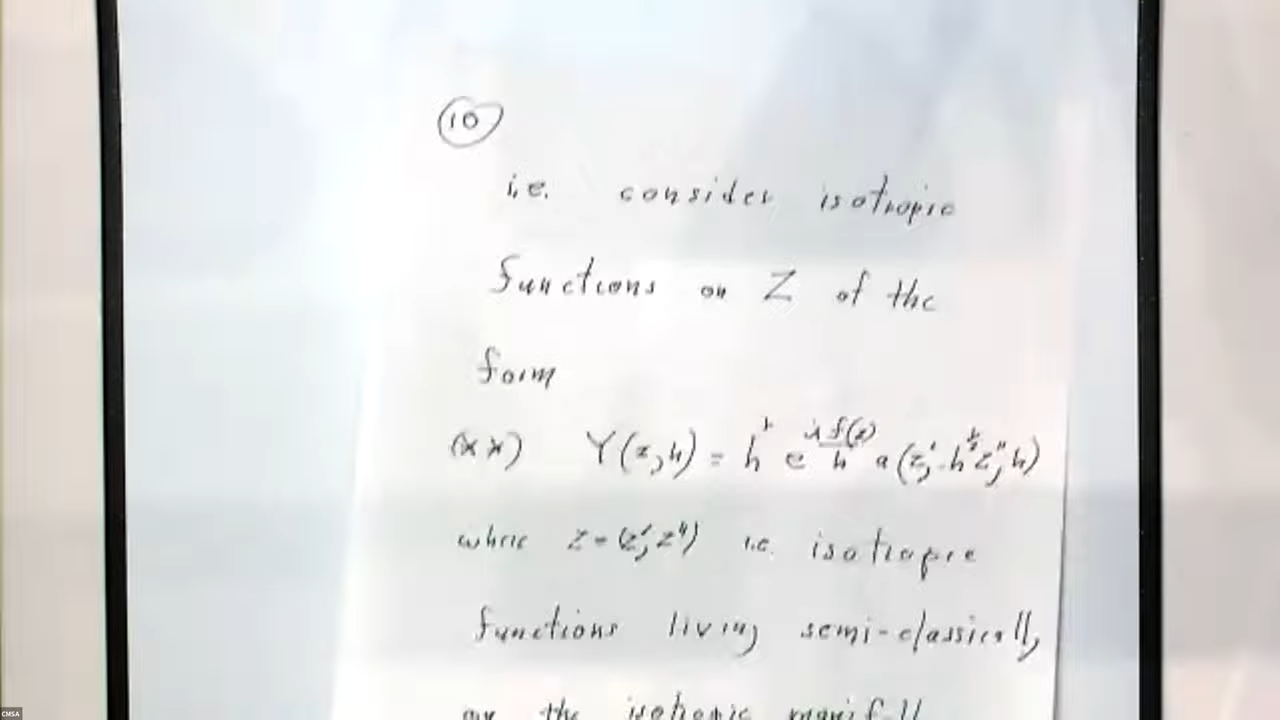 10
i.e. consider isotropic
functions on Z of the
form
(**) Υ(z,h) = h^r e^{i f(z)/h} a(z', h^{-1/2} z'', h)
where z = (z', z'') i.e. isotropic
functions living semi-classically
on the isotropic manifold
CMSA